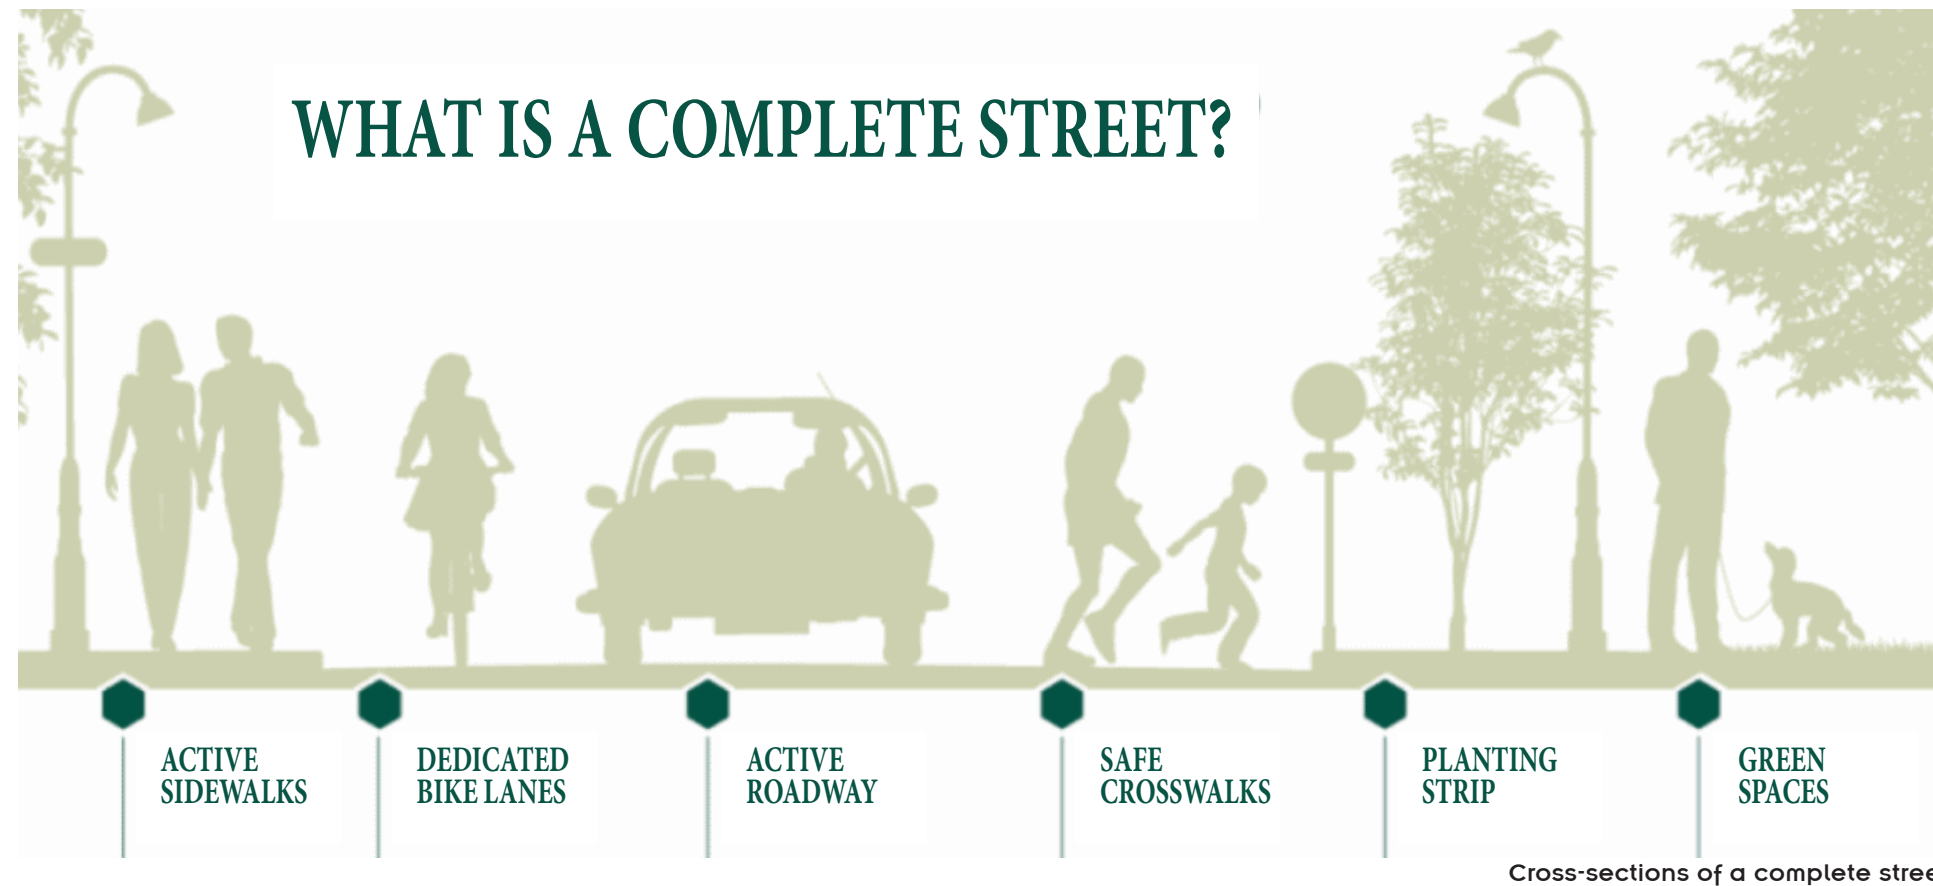 WHAT IS A COMPLETE STREET?
ACTIVE
SIDEWALKS
DEDICATED
BIKE LANES
ACTIVE
ROADWAY
SAFE
CROSSWALKS
PLANTING
STRIP
GREEN
SPACES
Cross-sections of a complete stree